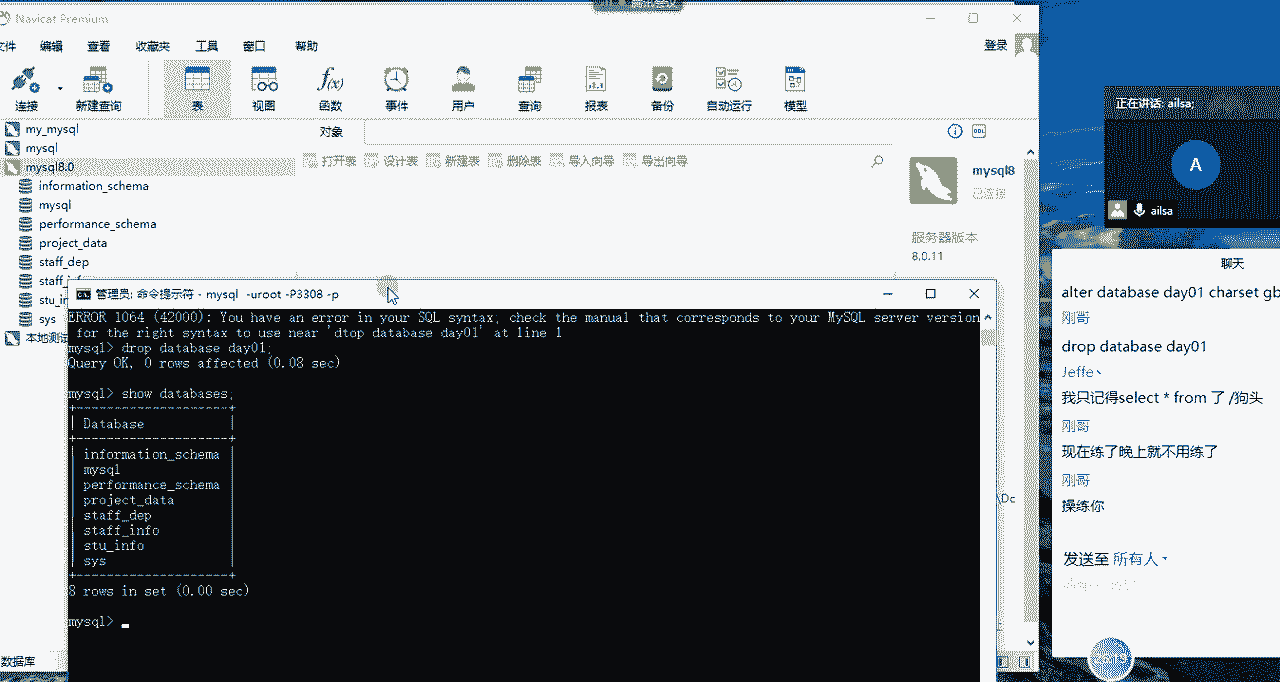 Navicat Premium
文件 编辑 查看 收藏夹 工具 窗口 帮助
登录
连接 新建查询 表 视图 函数 事件 用户 查询 报表 备份 自动运行 模型
my_mysql
mysql
mysql8.0
information_schema
mysql
performance_schema
project_data
staff_dep
sys
对象
打开表 设计表 新建表 删除表 导入向导 导出向导
DDL
mysql8
已连接
服务器版本
8.0.11
管理员: 命令提示符 - mysql -uroot -P3308 -p
ERROR 1064 (42000): You have an error in your SQL syntax; check the manual that corresponds to your MySQL server version
for the right syntax to use near 'dtop database day01' at line 1
mysql> drop database day01;
Query OK, 0 rows affected (0.08 sec)
mysql> show databases;
+--------------------+
| Database |
+--------------------+
| information_schema |
| mysql |
| performance_schema |
| project_data |
| staff_dep |
| staff_info |
| stu_info |
| sys |
+--------------------+
8 rows in set (0.00 sec)
mysql> _
数据库
正在讲话: ailsa;
A
ailsa
聊天
alter database day01 charset gb
刚哥
drop database day01
Jeffe丶
我只记得select * from 了 /狗头
刚哥
现在练了晚上就不用练了
刚哥
操练你
发送至 所有人